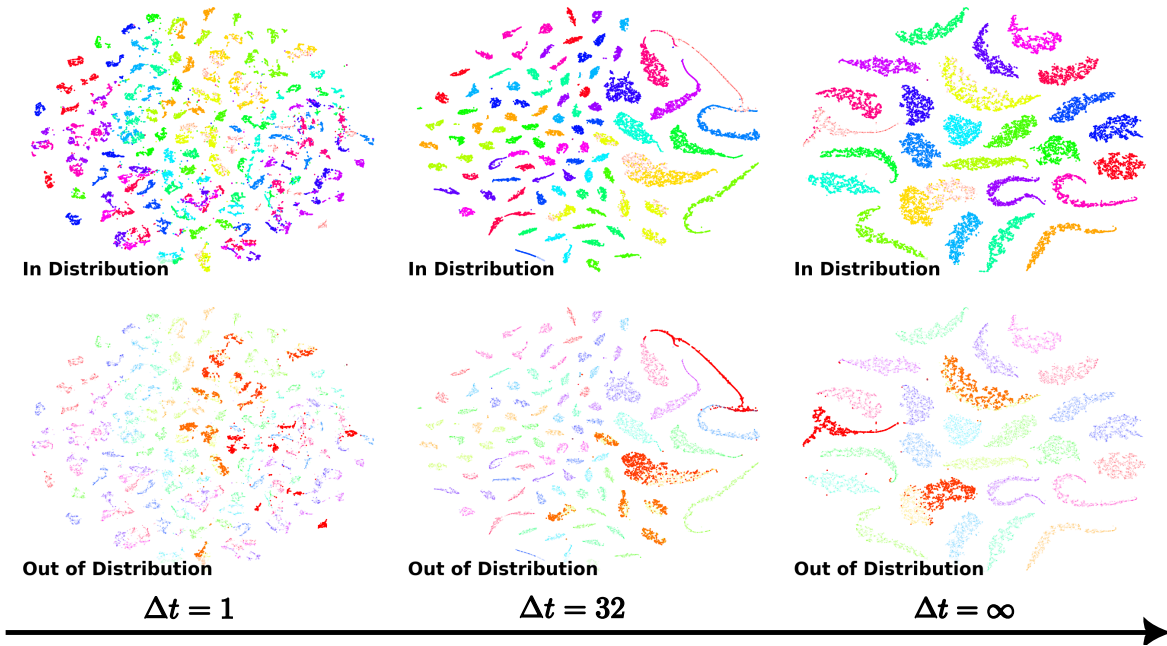 In Distribution
In Distribution
In Distribution
Out of Distribution
Out of Distribution
Out of Distribution
Δt = 1
Δt = 32
Δt = ∞